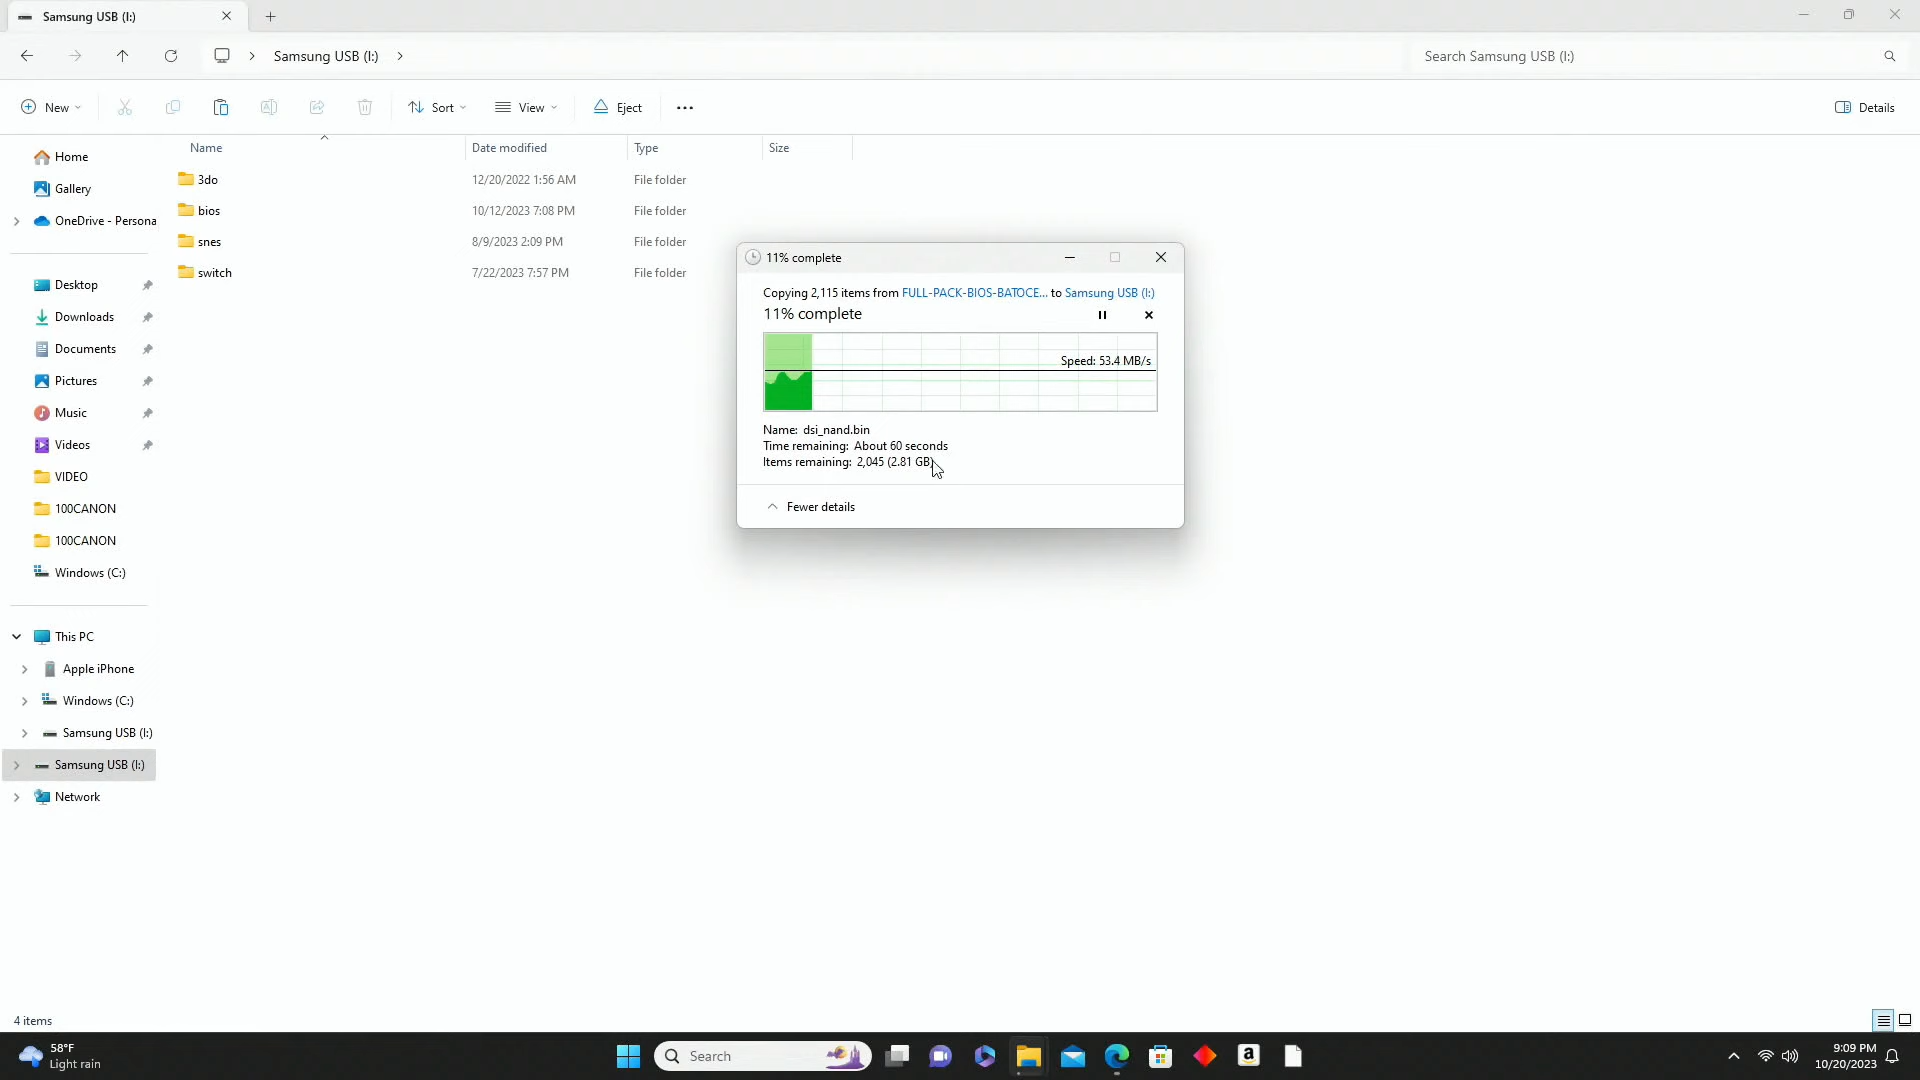 Samsung USB (I:)
Samsung USB (I:)
Search Samsung USB (I:)
New
Sort
View
Eject
Details
Name
Date modified
Type
Size
3do
12/20/2022 1:56 AM
File folder
bios
10/12/2023 7:08 PM
File folder
snes
8/9/2023 2:09 PM
File folder
switch
7/22/2023 7:57 PM
File folder
Home
Gallery
OneDrive - Persona
Desktop
Downloads
Documents
Pictures
Music
Videos
VIDEO
100CANON
100CANON
Windows (C:)
This PC
Apple iPhone
Windows (C:)
Samsung USB (I:)
Samsung USB (I:)
Network
11% complete
Copying 2,115 items from FULL-PACK-BIOS-BATOCE... to Samsung USB (I:)
11% complete
Speed: 53.4 MB/s
Name: dsi_nand.bin
Time remaining: About 60 seconds
Items remaining: 2,045 (2.81 GB)
Fewer details
4 items
58°F
Light rain
Search
a
9:09 PM
10/20/2023